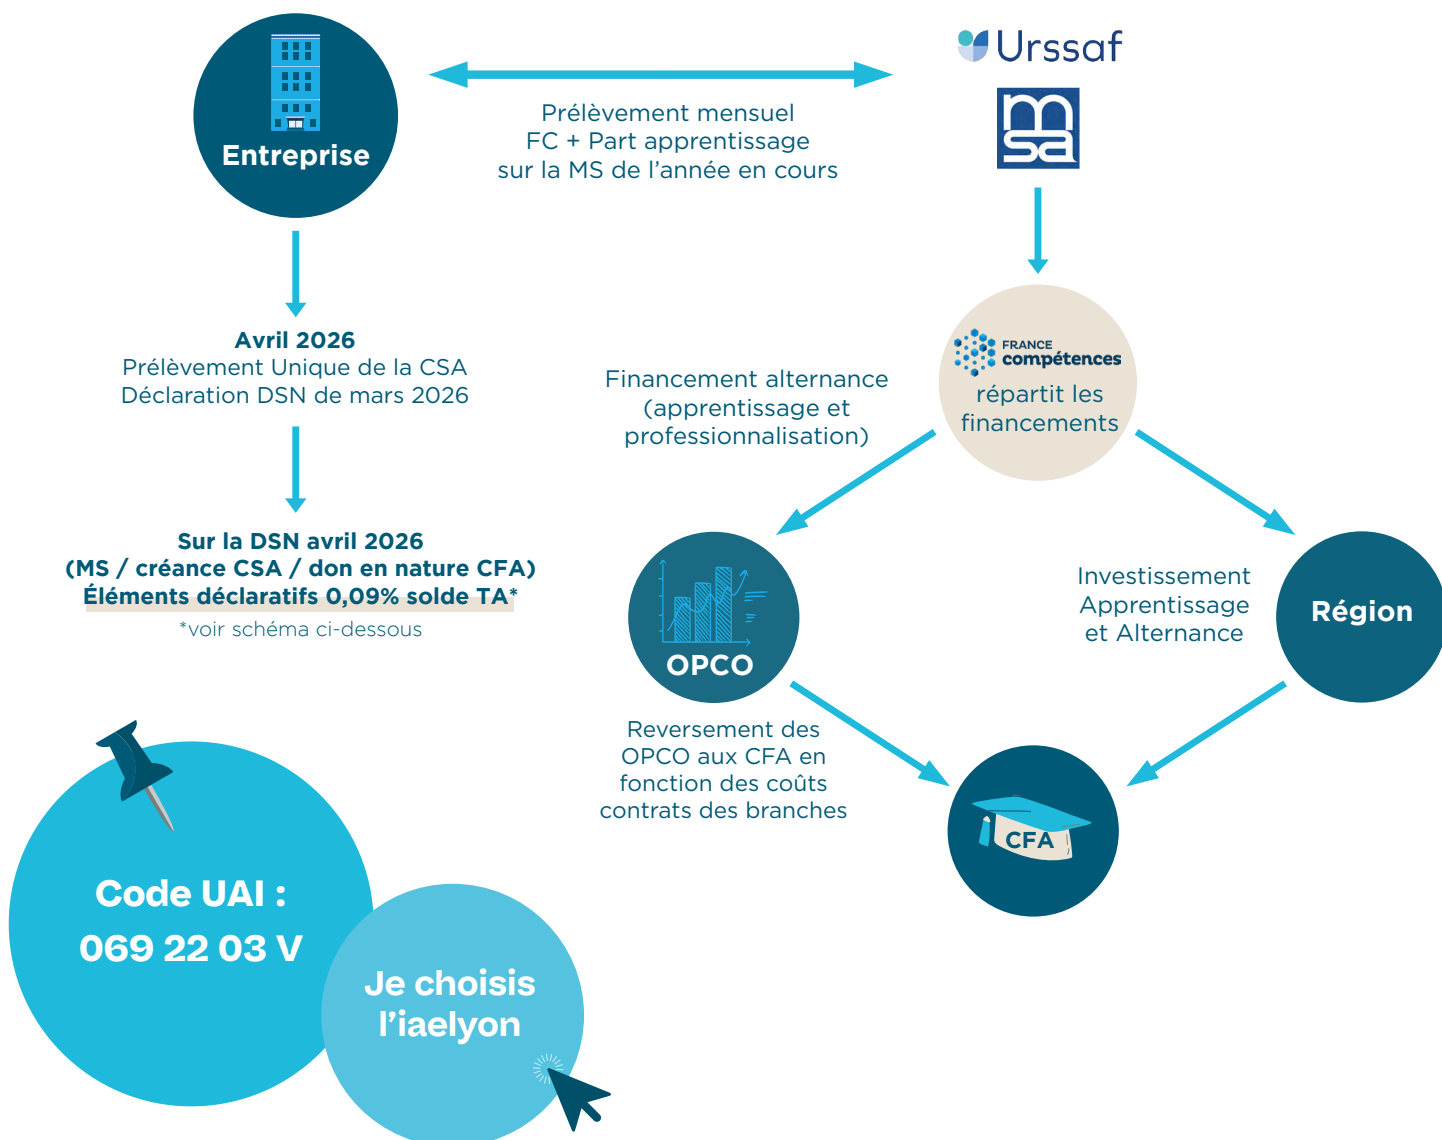 Entreprise
Prélèvement mensuel
FC + Part apprentissage
sur la MS de l’année en cours
Urssaf
msa
Avril 2026
Prélèvement Unique de la CSA
Déclaration DSN de mars 2026
Sur la DSN avril 2026
(MS / créance CSA / don en nature CFA)
Éléments déclaratifs 0,09% solde TA*
*voir schéma ci-dessous
FRANCE
compétences
répartit les
financements
Financement alternance
(apprentissage et
professionnalisation)
OPCO
Investissement
Apprentissage
et Alternance
Région
Reversement des
OPCO aux CFA en
fonction des coûts
contrats des branches
CFA
Code UAI :
069 22 03 V
Je choisis
l’iaelyon